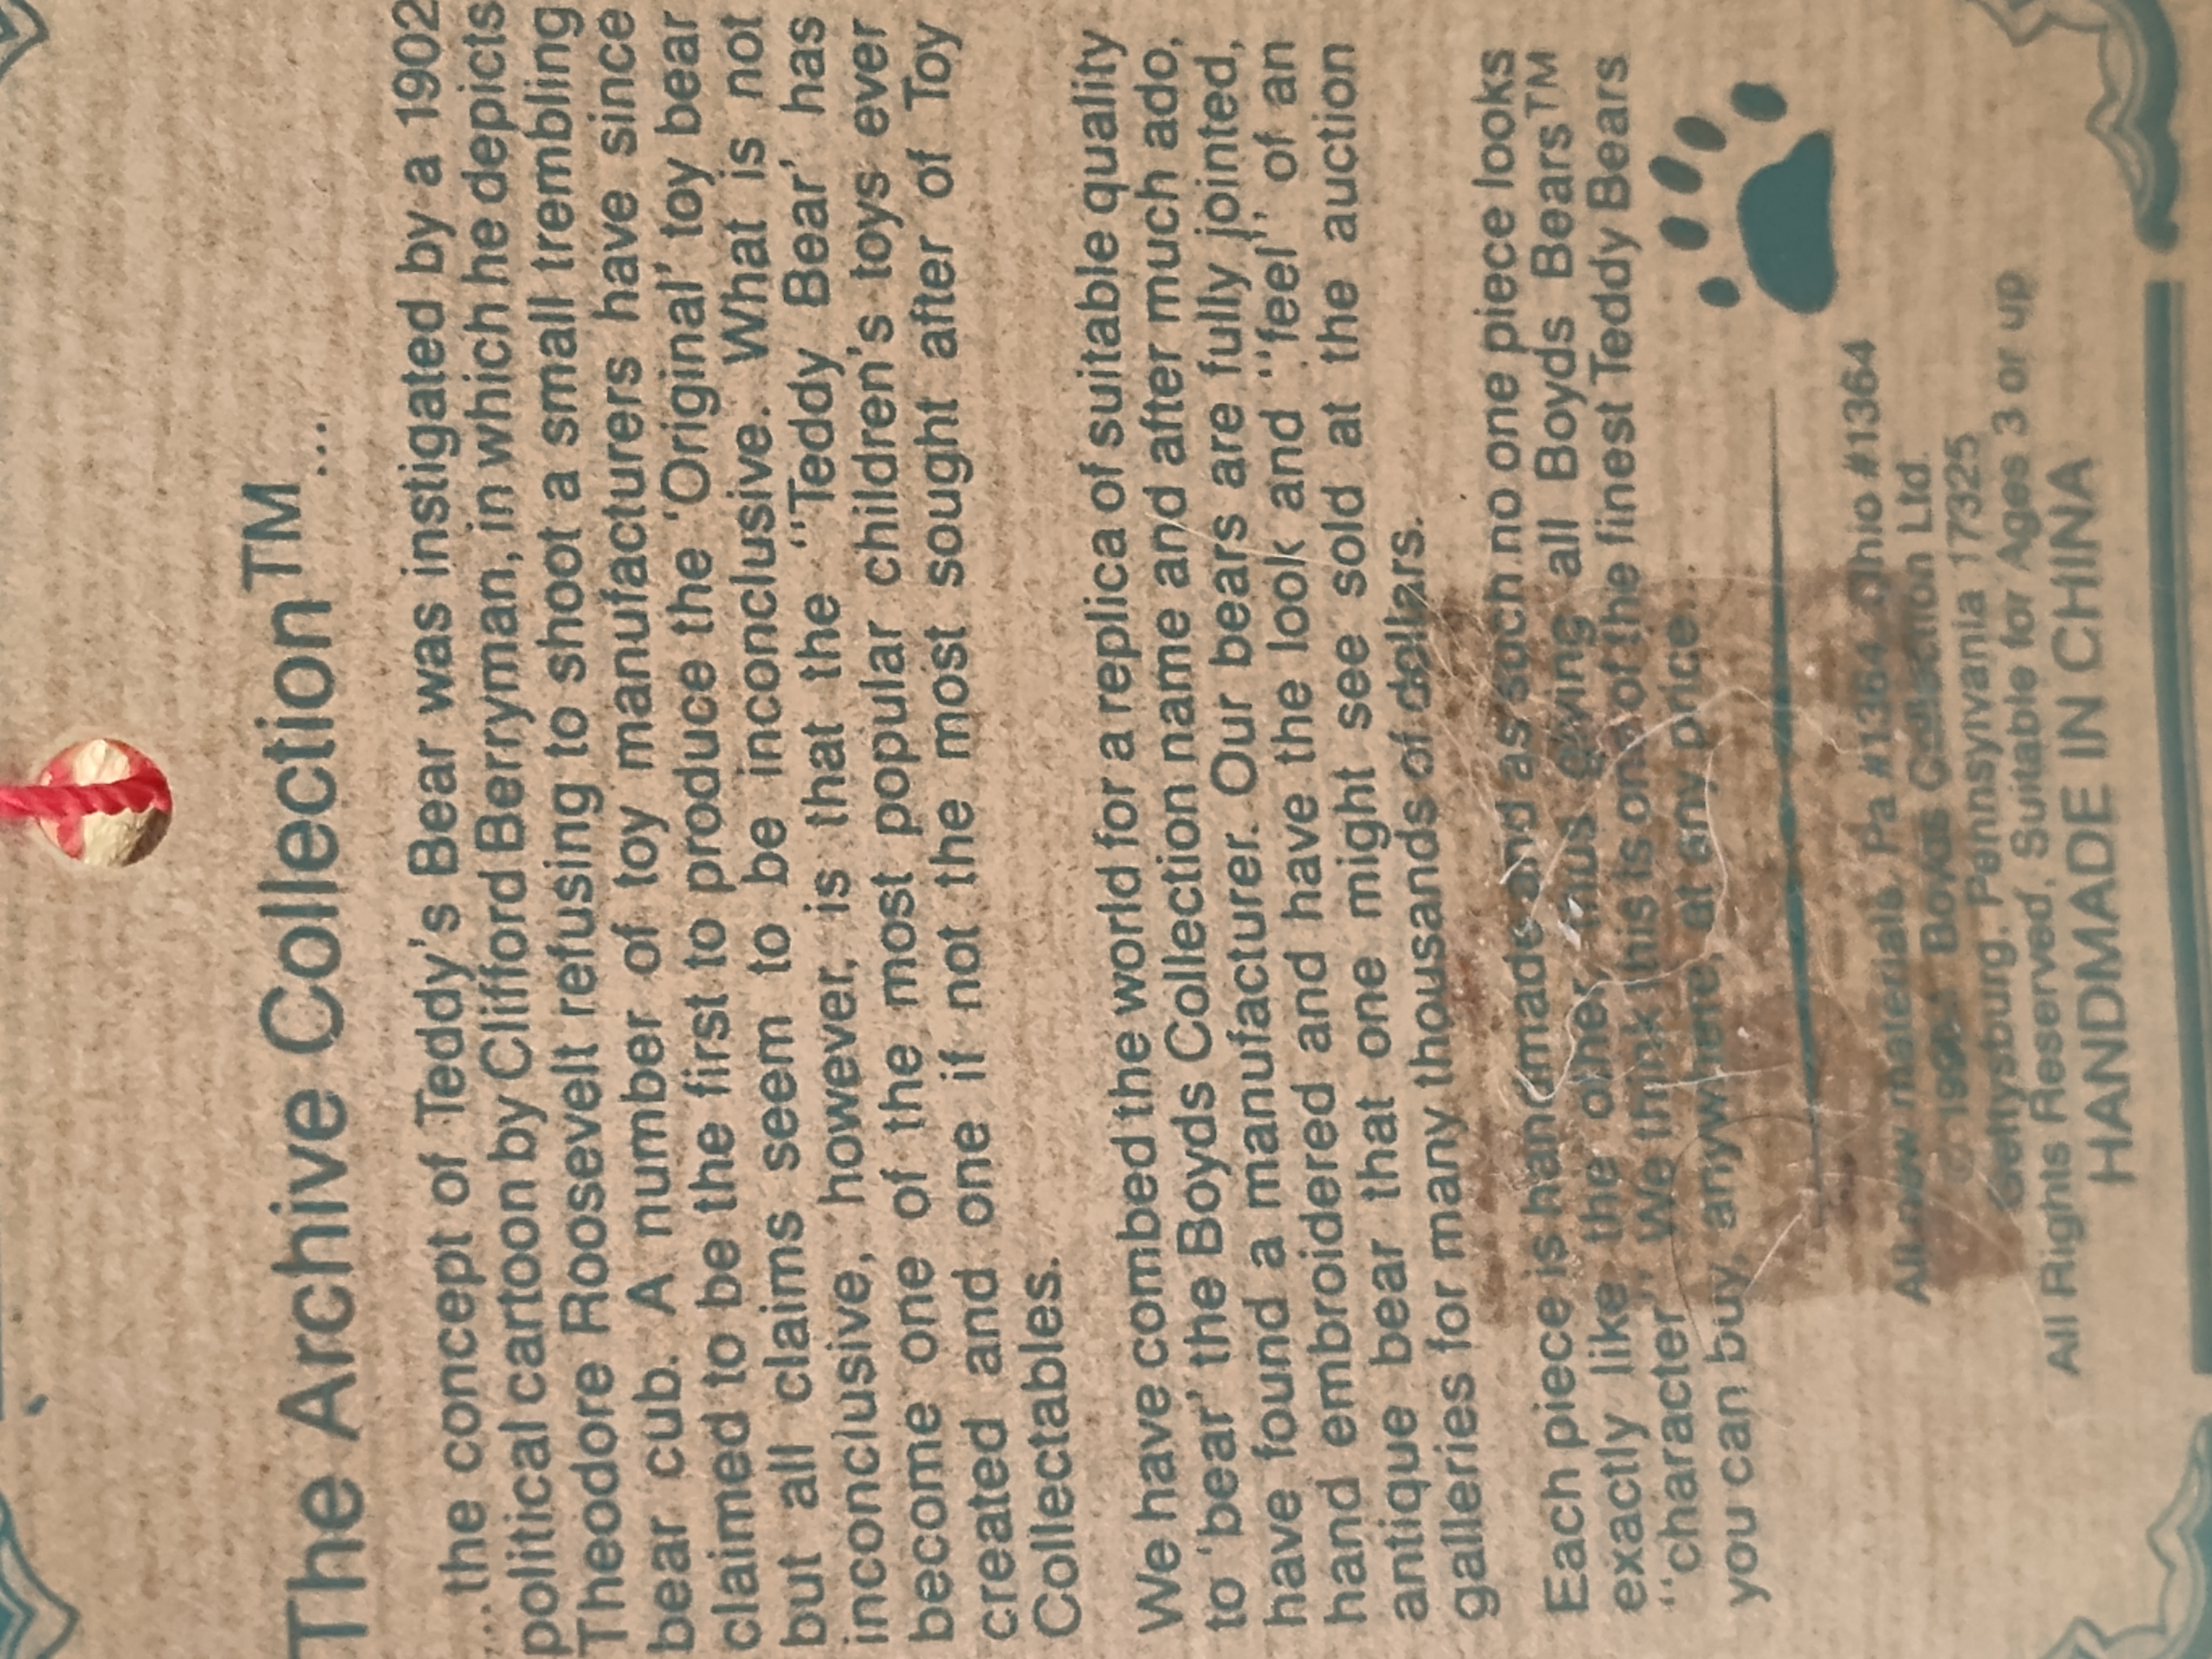 The Archive Collection™...
...the concept of Teddy's Bear was instigated by a 1902
political cartoon by Clifford Berryman, in which he depicts
Theodore Roosevelt refusing to shoot a small trembling
bear cub. A number of toy manufacturers have since
claimed to be the first to produce the 'Original' toy bear
but all claims seem to be inconclusive. What is not
inconclusive, however, is that the "Teddy Bear' has
become one of the most popular children's toys ever
created and one if not the most sought after of Toy
Collectables.
We have combed the world for a replica of suitable quality
to 'bear' the Boyds Collection name and after much ado,
have found a manufacturer. Our bears are fully jointed,
hand embroidered and have the look and "feel" of an
antique bear that one might see sold at the auction
galleries for many thousands of dollars.
Each piece is handmade and as such no one piece looks
exactly like the other, thus giving all Boyds Bears™
"character". We think this is one of the finest Teddy Bears
you can buy, anywhere, at any price...
All new materials, Pa #1364, Ohio #1364
© Boyds Collection Ltd.
Gettysburg, Pennsylvania 17325
All Rights Reserved, Suitable for Ages 3 or up
HANDMADE IN CHINA